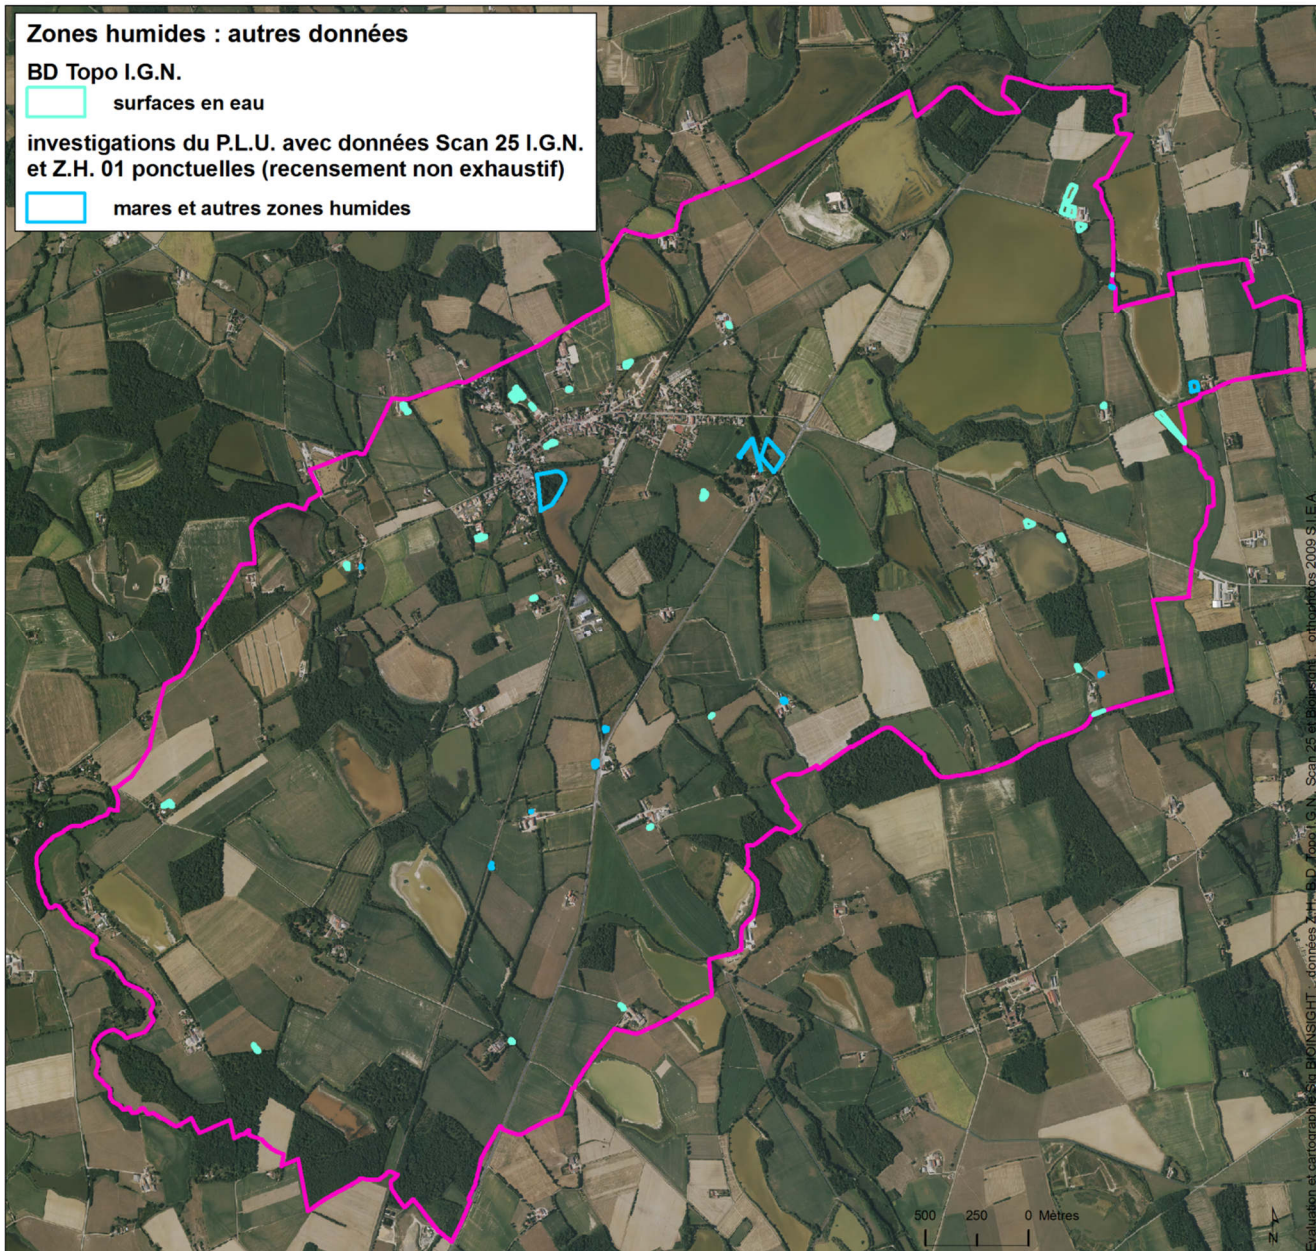 Zones humides : autres données
BD Topo I.G.N.
surfaces en eau
investigations du P.L.U. avec données Scan 25 I.G.N.
et Z.H. 01 ponctuelles (recensement non exhaustif)
mares et autres zones humides
500 250 0 Mètres
N